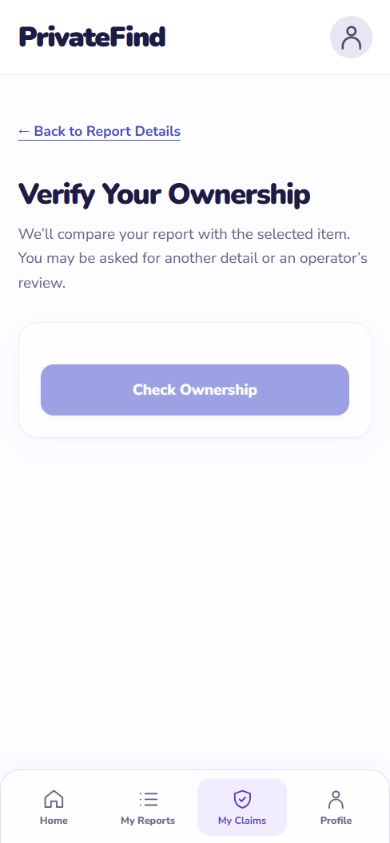 PrivateFind
← Back to Report Details
Verify Your Ownership
We’ll compare your report with the selected item.
You may be asked for another detail or an operator’s
review.
Check Ownership
Home
My Reports
My Claims
Profile